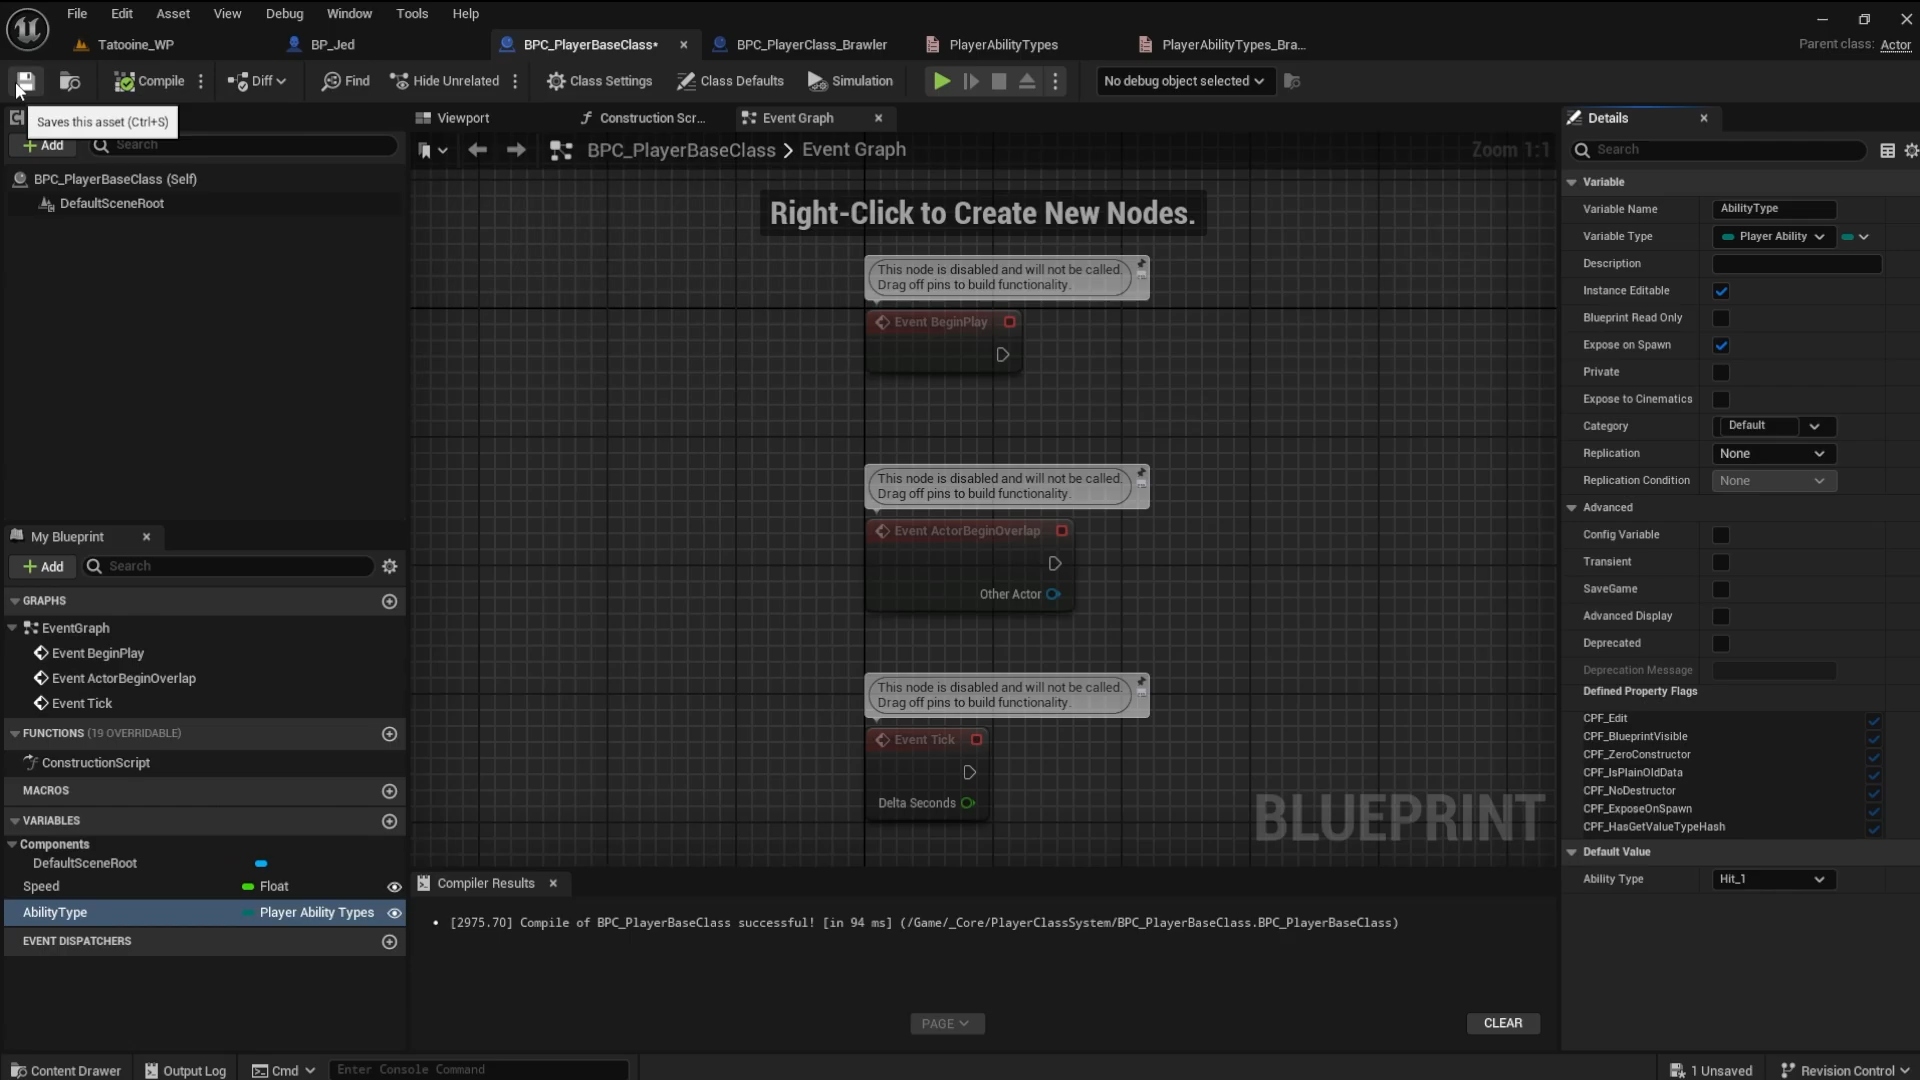 File Edit Asset View Debug Window Tools Help
Tatooine_WP BP_Jed BPC_PlayerBaseClass* BPC_PlayerClass_Brawler PlayerAbilityTypes PlayerAbilityTypes_Bra...
Parent class: Actor
Compile Diff Find Hide Unrelated Class Settings Class Defaults Simulation No debug object selected
Saves this asset (Ctrl+S)
Add Search
BPC_PlayerBaseClass (Self)
DefaultSceneRoot
My Blueprint
Add Search
GRAPHS
EventGraph
Event BeginPlay
Event ActorBeginOverlap
Event Tick
FUNCTIONS (19 OVERRIDABLE)
ConstructionScript
MACROS
VARIABLES
Components
DefaultSceneRoot
Speed Float
AbilityType Player Ability Types
EVENT DISPATCHERS
Viewport Construction Scr... Event Graph
BPC_PlayerBaseClass > Event Graph
Zoom 1:1
Right-Click to Create New Nodes.
This node is disabled and will not be called.
Drag off pins to build functionality.
Event BeginPlay
This node is disabled and will not be called.
Drag off pins to build functionality.
Event ActorBeginOverlap
Other Actor
This node is disabled and will not be called.
Drag off pins to build functionality.
Event Tick
Delta Seconds
BLUEPRINT
Compiler Results
• [2975.70] Compile of BPC_PlayerBaseClass successful! [in 94 ms] (/Game/_Core/PlayerClassSystem/BPC_PlayerBaseClass.BPC_PlayerBaseClass)
PAGE
CLEAR
Details
Search
Variable
Variable Name AbilityType
Variable Type Player Ability
Description
Instance Editable
Blueprint Read Only
Expose on Spawn
Private
Expose to Cinematics
Category Default
Replication None
Replication Condition None
Advanced
Config Variable
Transient
SaveGame
Advanced Display
Deprecated
Deprecation Message
Defined Property Flags
CPF_Edit
CPF_BlueprintVisible
CPF_ZeroConstructor
CPF_IsPlainOldData
CPF_NoDestructor
CPF_ExposeOnSpawn
CPF_HasGetValueTypeHash
Default Value
Ability Type Hit_1
Content Drawer Output Log Cmd Enter Console Command
1 Unsaved Revision Control